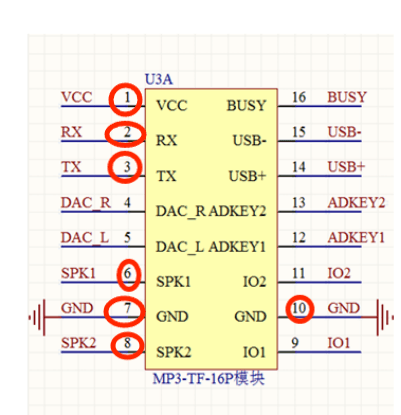 U3A
VCC 1 VCC BUSY 16 BUSY
RX 2 RX USB- 15 USB-
TX 3 TX USB+ 14 USB+
DAC_R 4 DAC_R ADKEY2 13 ADKEY2
DAC_L 5 DAC_L ADKEY1 12 ADKEY1
SPK1 6 SPK1 IO2 11 IO2
GND 7 GND GND 10 GND
SPK2 8 SPK2 IO1 9 IO1
MP3-TF-16P模块